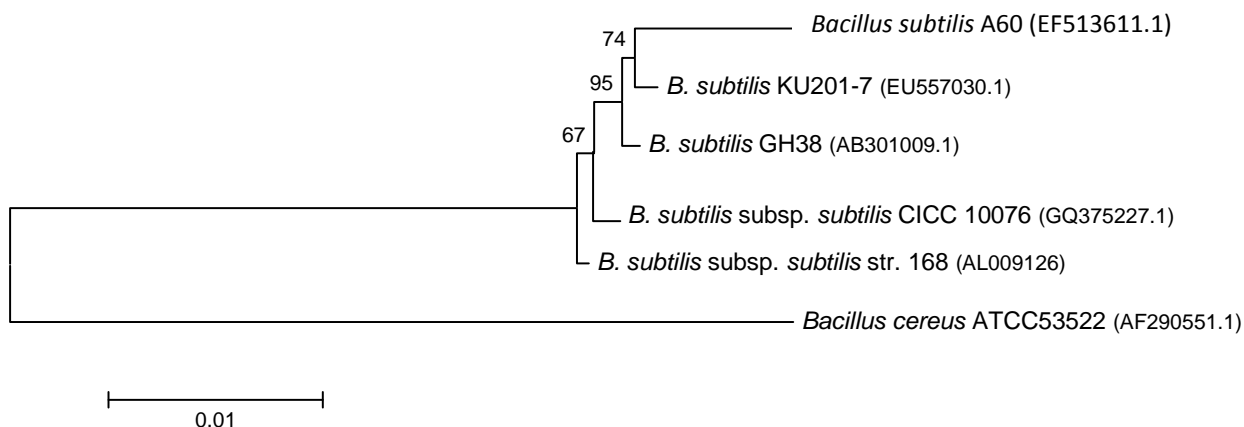 Bacillus subtilis A60 (EF513611.1)
74
B. subtilis KU201-7 (EU557030.1)
95
B. subtilis GH38 (AB301009.1)
67
B. subtilis subsp. subtilis CICC 10076 (GQ375227.1)
B. subtilis subsp. subtilis str. 168 (AL009126)
Bacillus cereus ATCC53522 (AF290551.1)
0.01